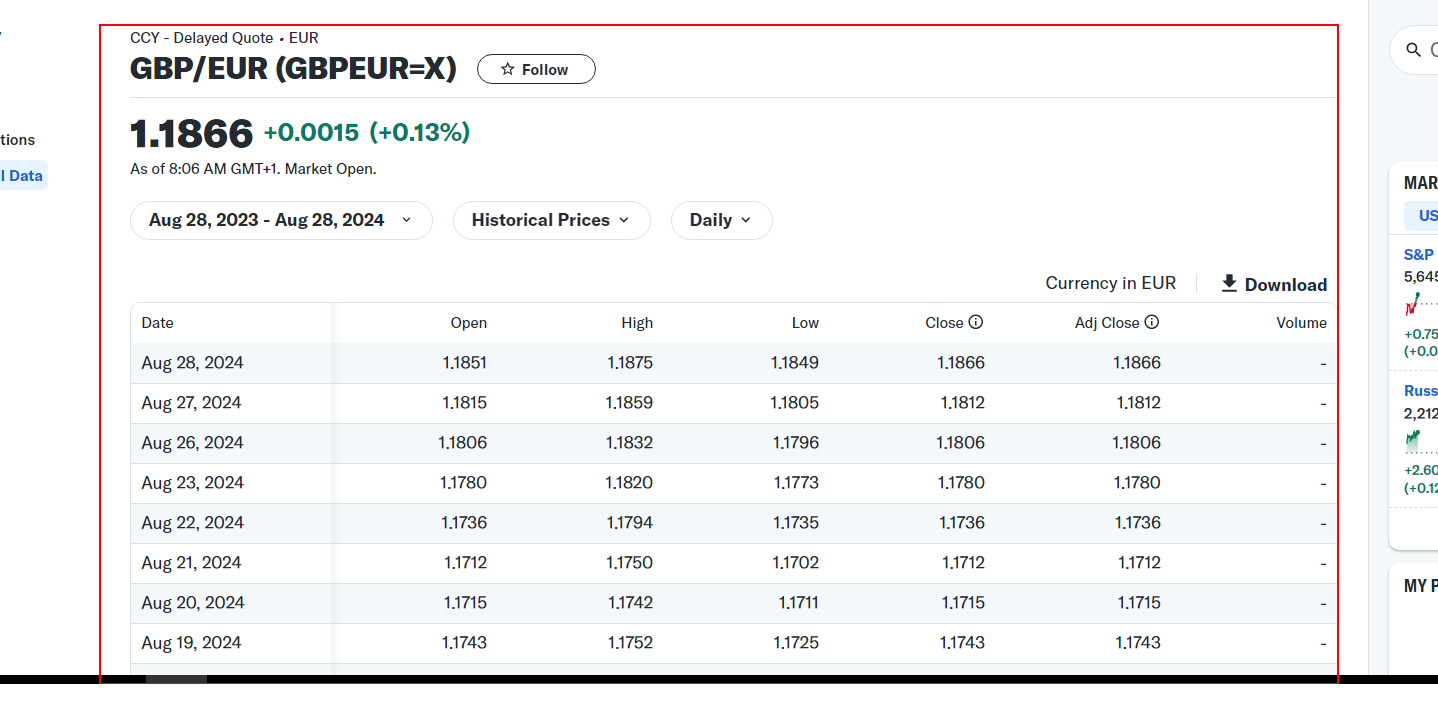 CCY - Delayed Quote • EUR
GBP/EUR (GBPEUR=X)
Follow
1.1866 +0.0015 (+0.13%)
As of 8:06 AM GMT+1. Market Open.
Aug 28, 2023 - Aug 28, 2024 Historical Prices Daily
Currency in EUR Download
Date Open High Low Close Adj Close Volume
Aug 28, 2024 1.1851 1.1875 1.1849 1.1866 1.1866 -
Aug 27, 2024 1.1815 1.1859 1.1805 1.1812 1.1812 -
Aug 26, 2024 1.1806 1.1832 1.1796 1.1806 1.1806 -
Aug 23, 2024 1.1780 1.1820 1.1773 1.1780 1.1780 -
Aug 22, 2024 1.1736 1.1794 1.1735 1.1736 1.1736 -
Aug 21, 2024 1.1712 1.1750 1.1702 1.1712 1.1712 -
Aug 20, 2024 1.1715 1.1742 1.1711 1.1715 1.1715 -
Aug 19, 2024 1.1743 1.1752 1.1725 1.1743 1.1743 -
tions
l Data
MAR
US
S&P
5,645
+0.75
(+0.0
Russ
2,212
+2.60
(+0.12
MY P